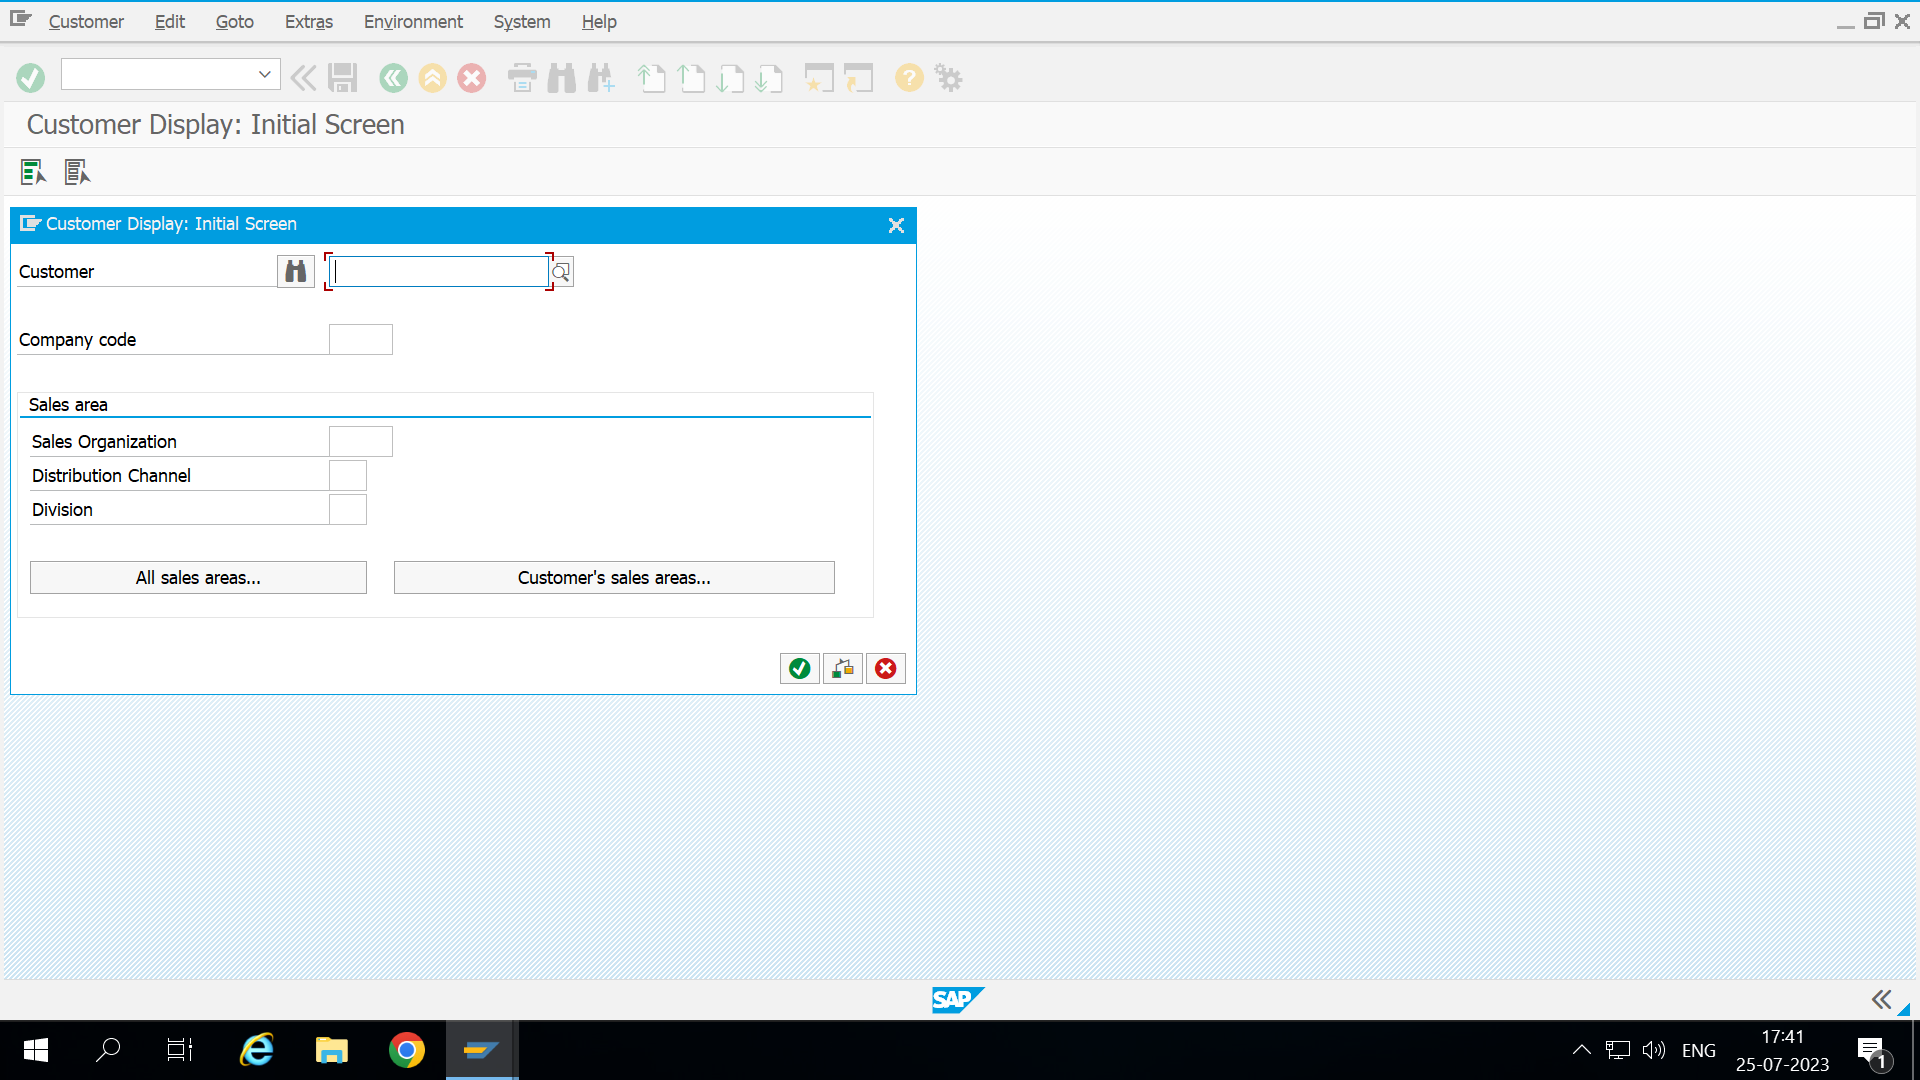 Customer Edit Goto Extras Environment System Help
Customer Display: Initial Screen
Customer Display: Initial Screen
Customer
Company code
Sales area
Sales Organization
Distribution Channel
Division
All sales areas... Customer's sales areas...
SAP
ENG
17:41
25-07-2023
1